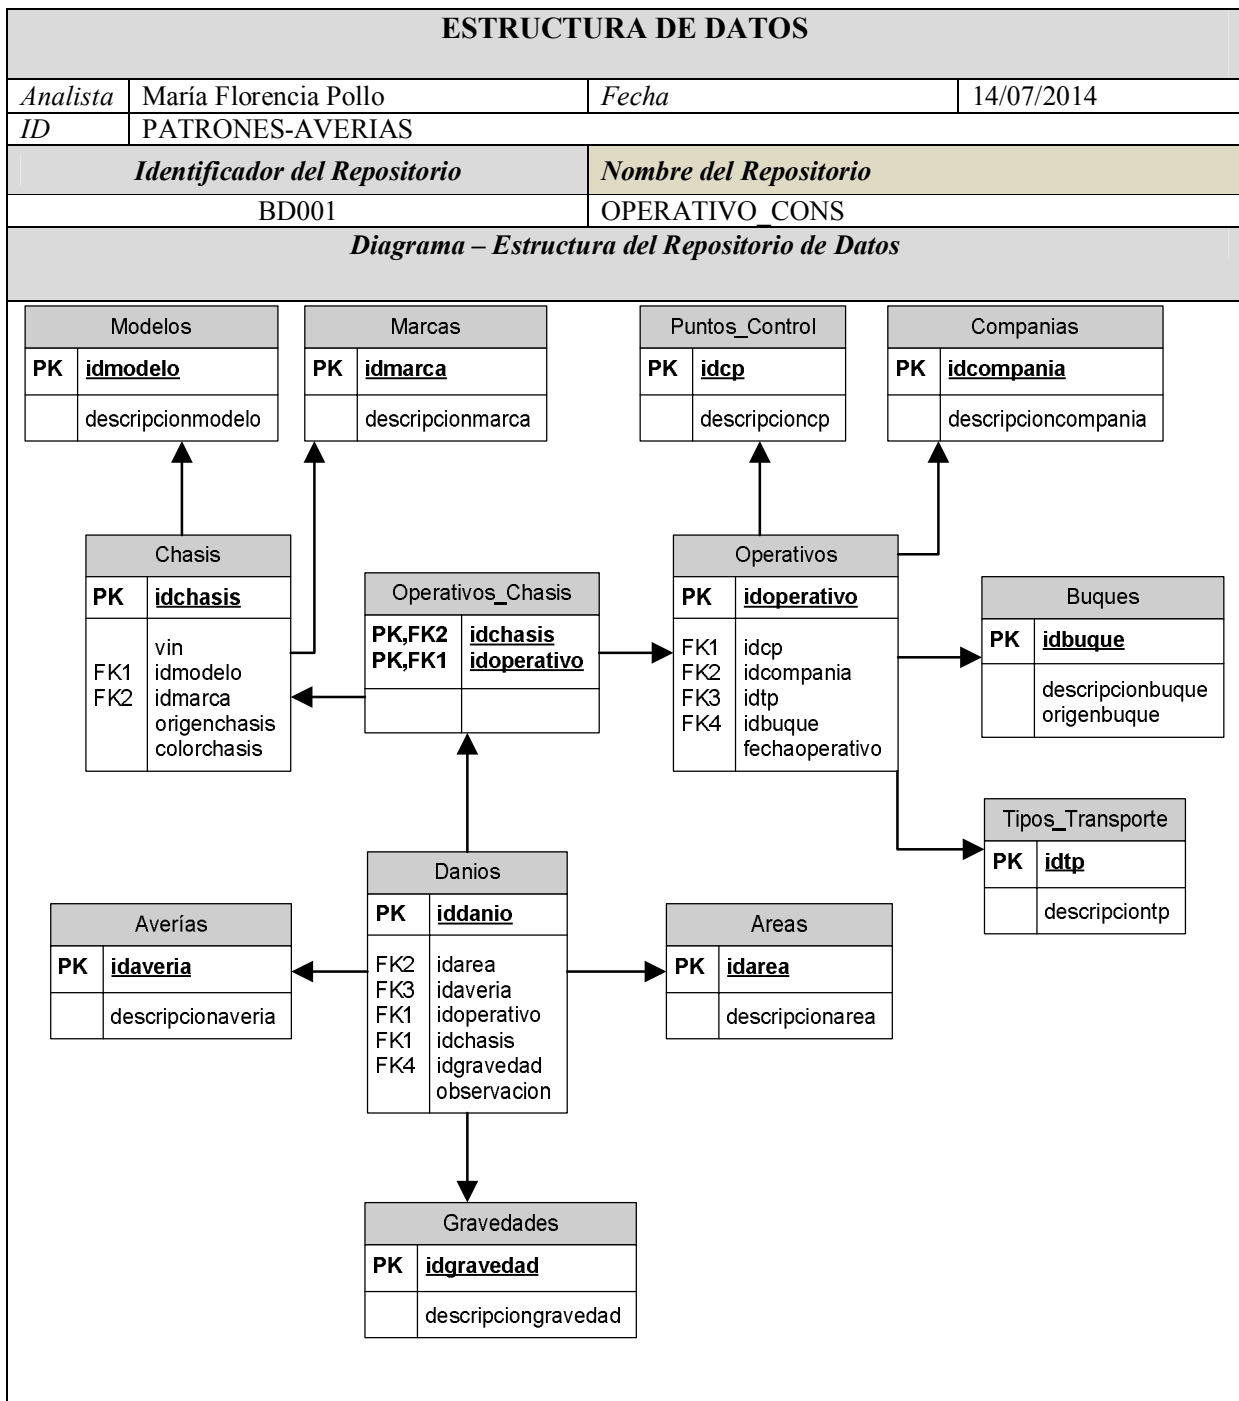 ESTRUCTURA DE DATOS
Analista María Florencia Pollo Fecha 14/07/2014
ID PATRONES-AVERIAS
Identificador del Repositorio Nombre del Repositorio
BD001 OPERATIVO_CONS
Diagrama – Estructura del Repositorio de Datos
Modelos
PK idmodelo
descripcionmodelo
Marcas
PK idmarca
descripcionmarca
Puntos_Control
PK idcp
descripcioncp
Companias
PK idcompania
descripcioncompania
Chasis
PK idchasis
vin
FK1 idmodelo
FK2 idmarca
origenchasis
colorchasis
Operativos_Chasis
PK,FK2 idchasis
PK,FK1 idoperativo
Operativos
PK idoperativo
FK1 idcp
FK2 idcompania
FK3 idtp
FK4 idbuque
fechaoperativo
Buques
PK idbuque
descripcionbuque
origenbuque
Tipos_Transporte
PK idtp
descripciontp
Danios
PK iddanio
FK2 idarea
FK3 idaveria
FK1 idoperativo
FK1 idchasis
FK4 idgravedad
observacion
Averías
PK idaveria
descripcionaveria
Areas
PK idarea
descripcionarea
Gravedades
PK idgravedad
descripciongravedad